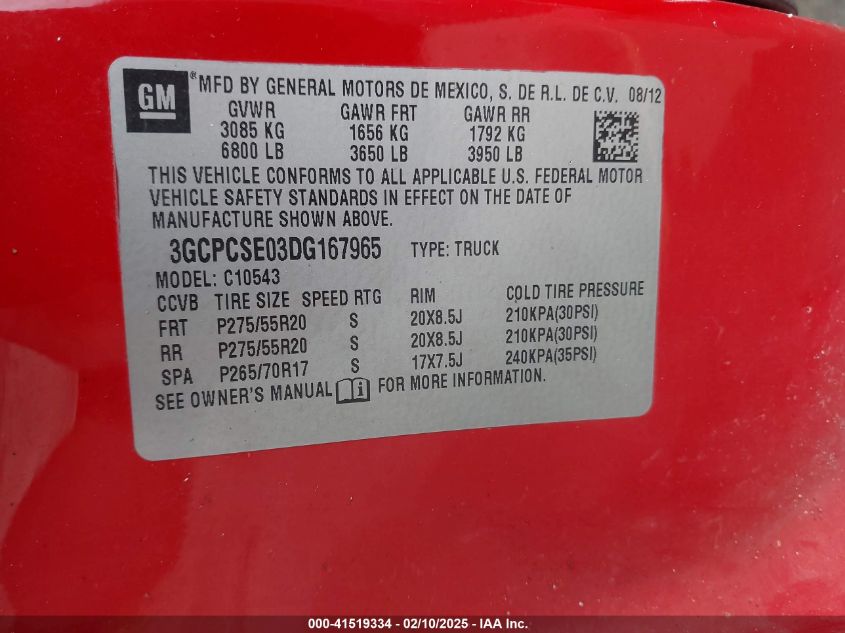 GM ®MFD BY GENERAL MOTORS DE MEXICO, S. DE R.L. DE C.V. 08/12
GVWR GAWR FRT GAWR RR
3085 KG 1656 KG 1792 KG
6800 LB 3650 LB 3950 LB
THIS VEHICLE CONFORMS TO ALL APPLICABLE U.S. FEDERAL MOTOR
VEHICLE SAFETY STANDARDS IN EFFECT ON THE DATE OF
MANUFACTURE SHOWN ABOVE.
3GCPCSE03DG167965 TYPE: TRUCK
MODEL: C10543
CCVB TIRE SIZE SPEED RTG RIM COLD TIRE PRESSURE
FRT P275/55R20 S 20X8.5J 210KPA(30PSI)
RR P275/55R20 S 20X8.5J 210KPA(30PSI)
SPA P265/70R17 S 17X7.5J 240KPA(35PSI)
SEE OWNER'S MANUAL FOR MORE INFORMATION.
000-41519334 - 02/10/2025 - IAA Inc.